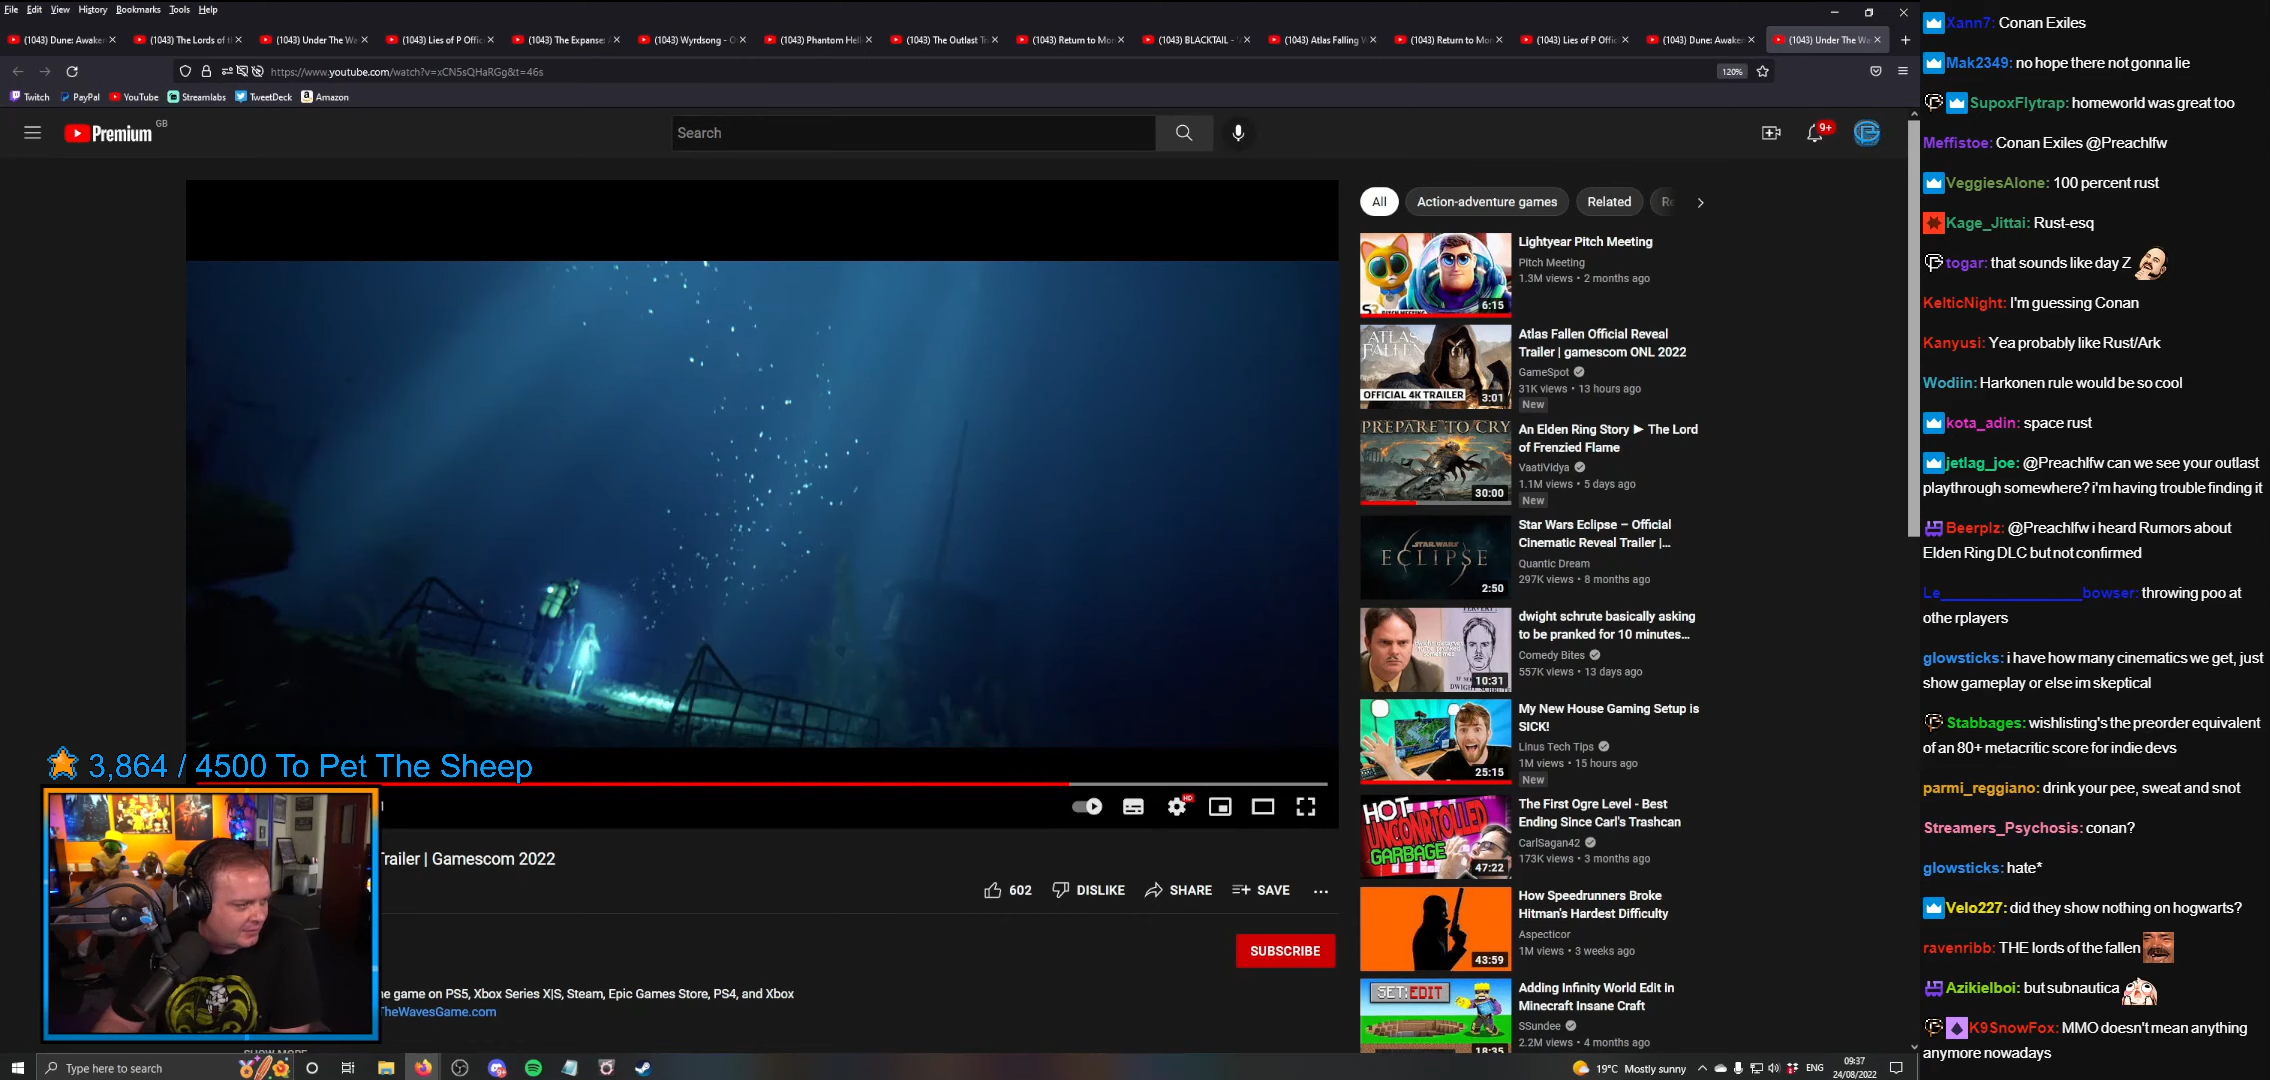 File Edit View History Bookmarks Tools Help
(1043) Dune: Awaken
(1043) The Lords of t
(1043) Under The Wa
(1043) Lies of P Offic
(1043) The Expanse: A
(1043) Wyrdsong - O
(1043) Phantom Hell
(1043) The Outlast Tr
(1043) Return to Mor
(1043) BLACKTAIL -
(1043) Atlas Falling
(1043) Return to Mor
(1043) Lies of P Offic
(1043) Dune: Awaken
(1043) Under The Wa
https://www.youtube.com/watch?v=xCN5sQHaRGg&t=46s
120%
Twitch PayPal YouTube Streamlabs TweetDeck Amazon
Premium GB
Search
9+
All Action-adventure games Related Re
Lightyear Pitch Meeting
Pitch Meeting
1.3M views • 2 months ago
6:15
ATLAS FALLEN
OFFICIAL 4K TRAILER
3:01
Atlas Fallen Official Reveal
Trailer | gamescom ONL 2022
GameSpot
31K views • 13 hours ago
New
PREPARE TO CRY
30:00
An Elden Ring Story ► The Lord
of Frenzied Flame
VaatiVidya
1.1M views • 5 days ago
New
STAR WARS
ECLIPSE
2:50
Star Wars Eclipse – Official
Cinematic Reveal Trailer |...
Quantic Dream
297K views • 8 months ago
10:31
dwight schrute basically asking
to be pranked for 10 minutes...
Comedy Bites
557K views • 13 days ago
25:15
My New House Gaming Setup is
SICK!
Linus Tech Tips
1M views • 15 hours ago
New
HOT
UNCONRTOLLED
GARBAGE
47:22
The First Ogre Level - Best
Ending Since Carl's Trashcan
CarlSagan42
173K views • 3 months ago
43:59
How Speedrunners Broke
Hitman's Hardest Difficulty
Aspecticor
1M views • 3 weeks ago
SET:EDIT
18:35
Adding Infinity World Edit in
Minecraft Insane Craft
SSundee
2.2M views • 4 months ago
3,864 / 4500 To Pet The Sheep
HD
Trailer | Gamescom 2022
602 DISLIKE SHARE SAVE ...
SUBSCRIBE
he game on PS5, Xbox Series X|S, Steam, Epic Games Store, PS4, and Xbox
TheWavesGame.com
SHOW MORE
Xann7: Conan Exiles
Mak2349: no hope there not gonna lie
SupoxFlytrap: homeworld was great too
Meffistoe: Conan Exiles @Preachlfw
VeggiesAlone: 100 percent rust
Kage_Jittai: Rust-esq
togar: that sounds like day Z
KelticNight: I'm guessing Conan
Kanyusi: Yea probably like Rust/Ark
Wodiin: Harkonen rule would be so cool
kota_adin: space rust
jetlag_joe: @Preachlfw can we see your outlast
playthrough somewhere? i'm having trouble finding it
Beerplz: @Preachlfw i heard Rumors about
Elden Ring DLC but not confirmed
Le_________________bowser: throwing poo at
othe rplayers
glowsticks: i have how many cinematics we get, just
show gameplay or else im skeptical
Stabbages: wishlisting's the preorder equivalent
of an 80+ metacritic score for indie devs
parmi_reggiano: drink your pee, sweat and snot
Streamers_Psychosis: conan?
glowsticks: hate*
Velo227: did they show nothing on hogwarts?
ravenribb: THE lords of the fallen
Azikielboi: but subnautica
K9SnowFox: MMO doesn't mean anything
anymore nowadays
Type here to search
19°C Mostly sunny
ENG
09:37
24/08/2022